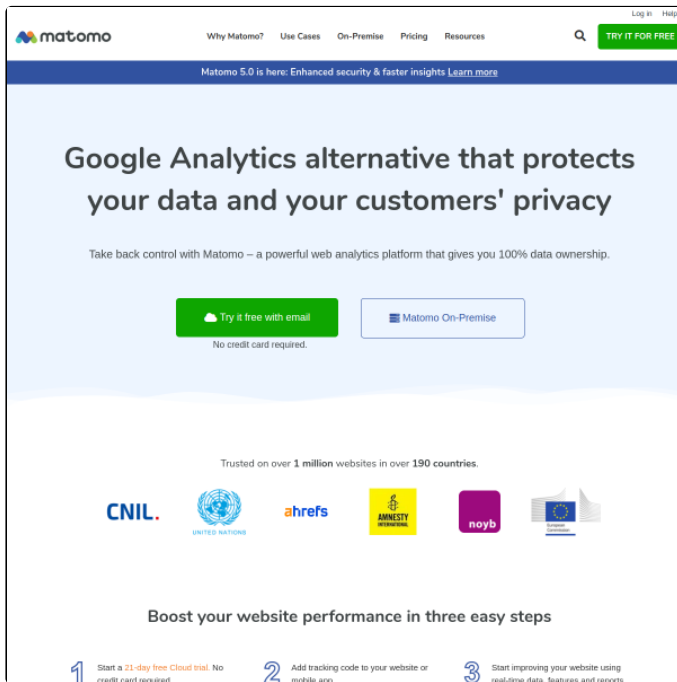 Log in Help
matomo
Why Matomo? Use Cases On-Premise Pricing Resources
TRY IT FOR FREE
Matomo 5.0 is here: Enhanced security & faster insights Learn more
Google Analytics alternative that protects
your data and your customers' privacy
Take back control with Matomo – a powerful web analytics platform that gives you 100% data ownership.
Try it free with email
Matomo On-Premise
No credit card required.
Trusted on over 1 million websites in over 190 countries.
CNIL.
UNITED NATIONS
ahrefs
AMNESTY
INTERNATIONAL
noyb
European
Commission
Boost your website performance in three easy steps
1
Start a 21-day free Cloud trial. No
credit card required.
2
Add tracking code to your website or
mobile app
3
Start improving your website using
real-time data, features and reports